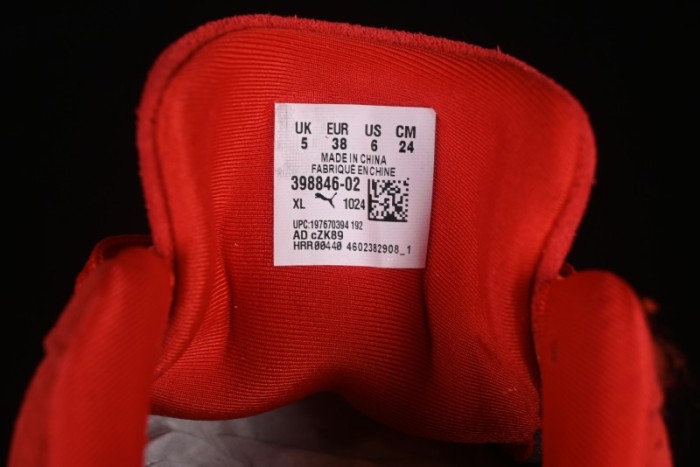 UK EUR US CM
5 38 6 24
MADE IN CHINA
FABRIQUÉ EN CHINE
398846-02
XL 1024
UPC:197670394 192
AD cZK89
HRR00440 4602382908_1